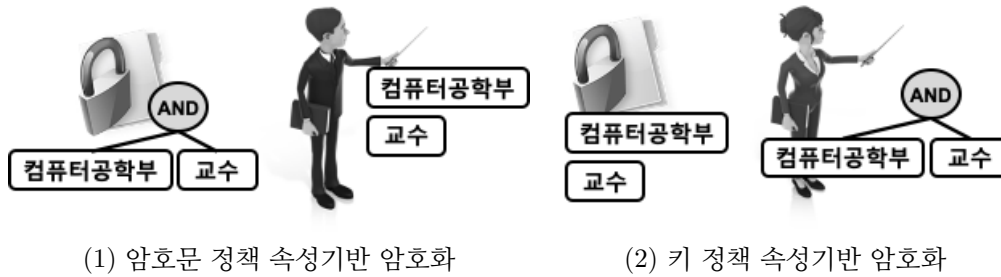 AND
컴퓨터공학부 교수
컴퓨터공학부
교수
(1) 암호문 정책 속성기반 암호화
컴퓨터공학부
교수
AND
컴퓨터공학부 교수
(2) 키 정책 속성기반 암호화